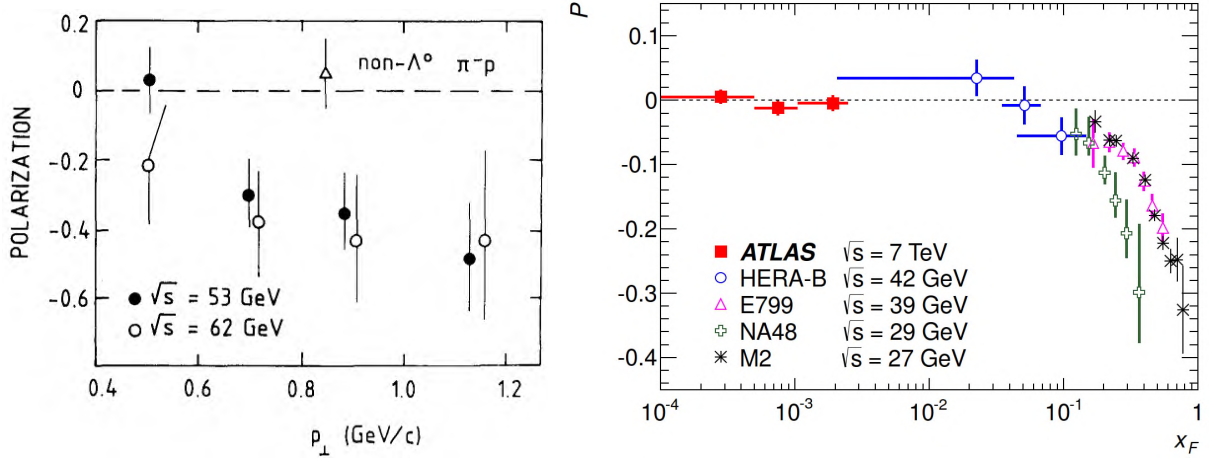 0.2
0
-0.2
-0.4
-0.6
POLARIZATION
non-Λ° π⁻p
● √s = 53 GeV
○ √s = 62 GeV
0.4 0.6 0.8 1.0 1.2
p⊥ (GeV/c)
P
0.1
0
-0.1
-0.2
-0.3
-0.4
ATLAS √s = 7 TeV
HERA-B √s = 42 GeV
E799 √s = 39 GeV
NA48 √s = 29 GeV
M2 √s = 27 GeV
10⁻⁴ 10⁻³ 10⁻² 10⁻¹ 1
x_F